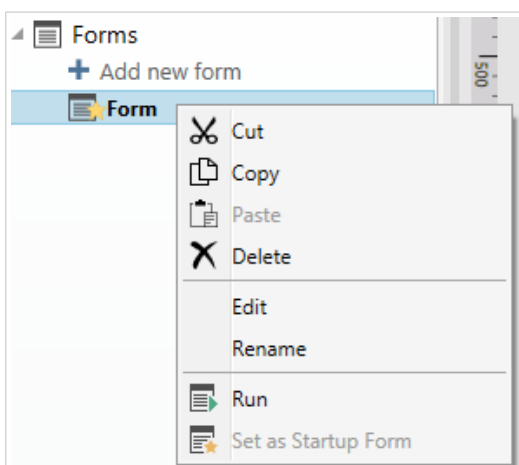 Forms
Add new form
Form
500
Cut
Copy
Paste
Delete
Edit
Rename
Run
Set as Startup Form